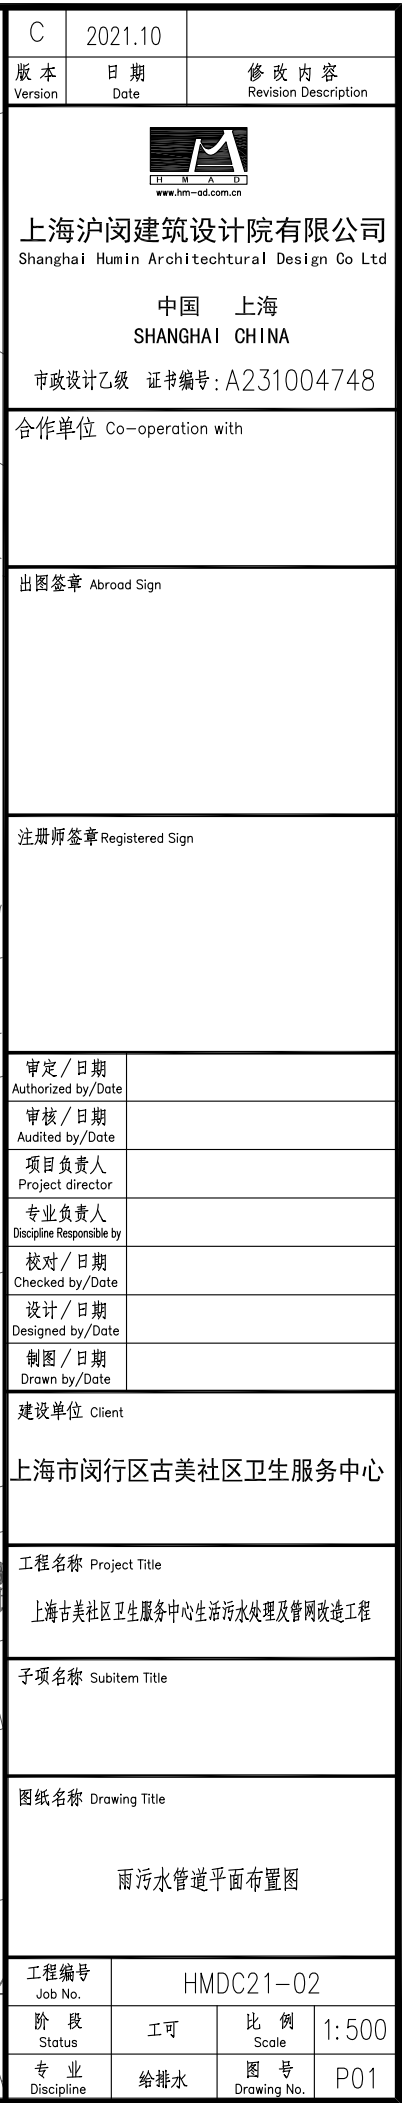 C 2021.10
版 本 日 期 修 改 内 容
Version Date Revision Description
H M A D
www.hm-ad.com.cn
上海沪闵建筑设计院有限公司
Shanghai Humin Architechtural Design Co Ltd
中国 上海
SHANGHAI CHINA
市政设计乙级 证书编号: A231004748
合作单位 Co-operation with
出图签章 Abroad Sign
注册师签章 Registered Sign
审定/日期
Authorized by/Date
审核/日期
Audited by/Date
项目负责人
Project director
专业负责人
Discipline Responsible by
校对/日期
Checked by/Date
设计/日期
Designed by/Date
制图/日期
Drawn by/Date
建设单位 Client
上海市闵行区古美社区卫生服务中心
工程名称 Project Title
上海古美社区卫生服务中心生活污水处理及管网改造工程
子项名称 Subitem Title
图纸名称 Drawing Title
雨污水管道平面布置图
工程编号
Job No.
HMDC21-02
阶 段
Status
工可
比 例
Scale
1:500
专 业
Discipline
给排水
图 号
Drawing No.
P01